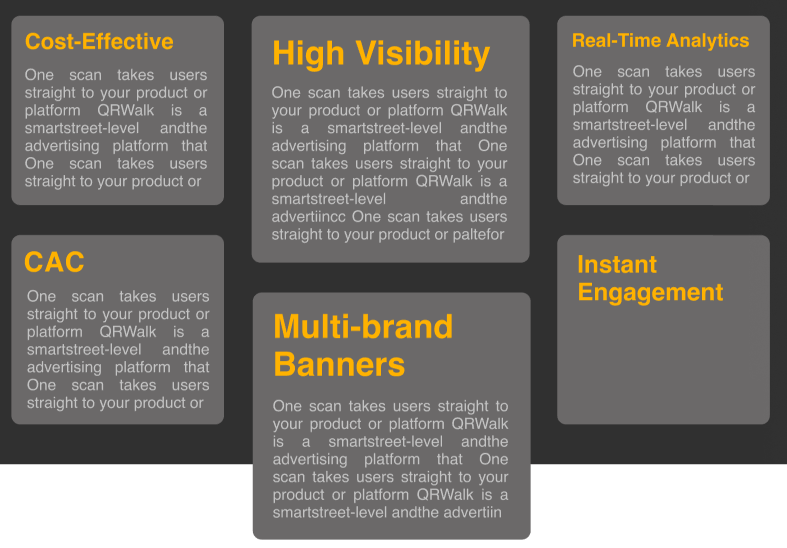 Cost-Effective
One scan takes users
straight to your product or
platform QRWalk is a
smartstreet-level andthe
advertising platform that
One scan takes users
straight to your product or
High Visibility
One scan takes users straight to
your product or platform QRWalk
is a smartstreet-level andthe
advertising platform that One
scan takes users straight to your
product or platform QRWalk is a
smartstreet-level andthe
advertiincc One scan takes users
straight to your product or paltefor
Real-Time Analytics
One scan takes users
straight to your product or
platform QRWalk is a
smartstreet-level andthe
advertising platform that
One scan takes users
straight to your product or
CAC
One scan takes users
straight to your product or
platform QRWalk is a
smartstreet-level andthe
advertising platform that
One scan takes users
straight to your product or
Multi-brand
Banners
One scan takes users straight to
your product or platform QRWalk
is a smartstreet-level andthe
advertising platform that One
scan takes users straight to your
product or platform QRWalk is a
smartstreet-level andthe advertiin
Instant
Engagement